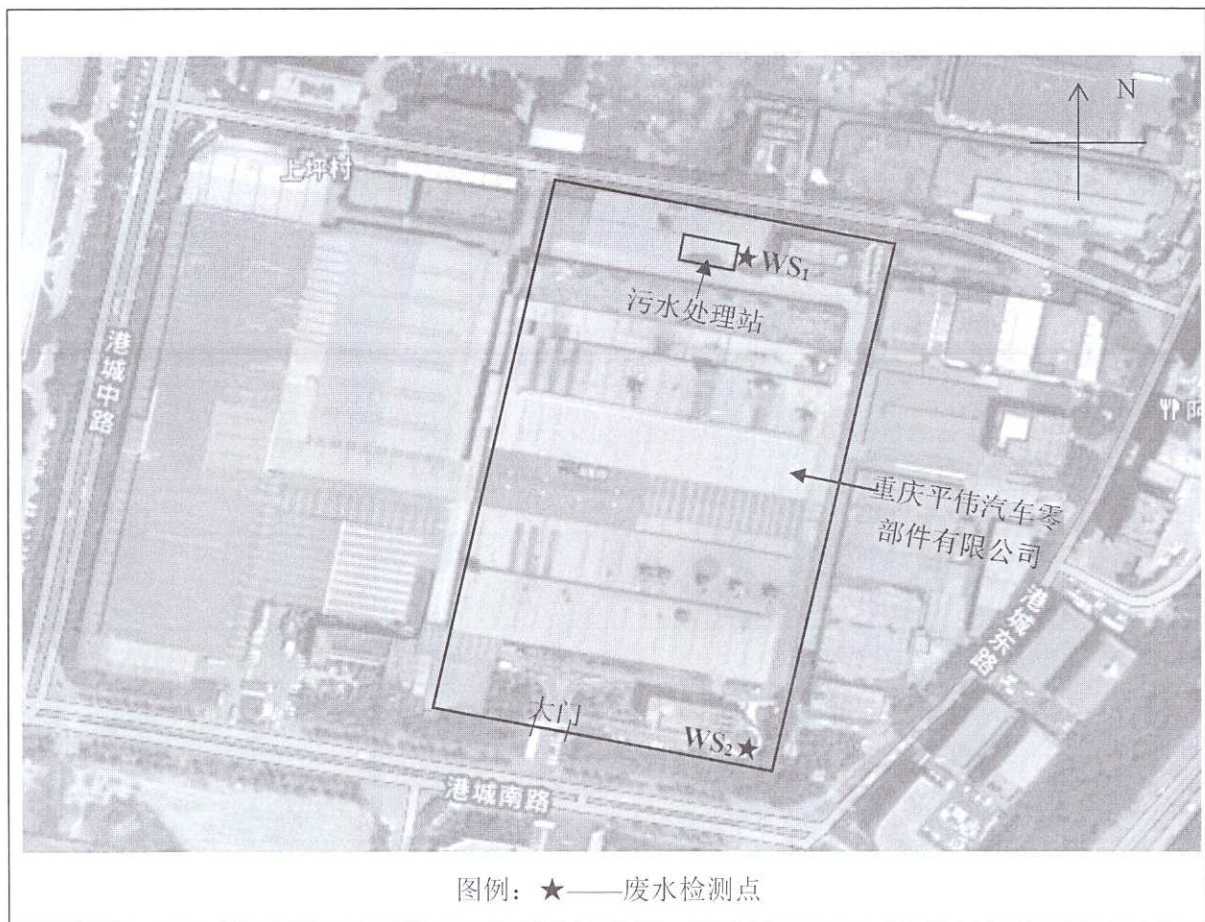 N
上坪村
★WS₁
污水处理站
港城中路
阿
重庆平伟汽车零
部件有限公司
港城东路
大门
WS₂★
港城南路
图例：★——废水检测点